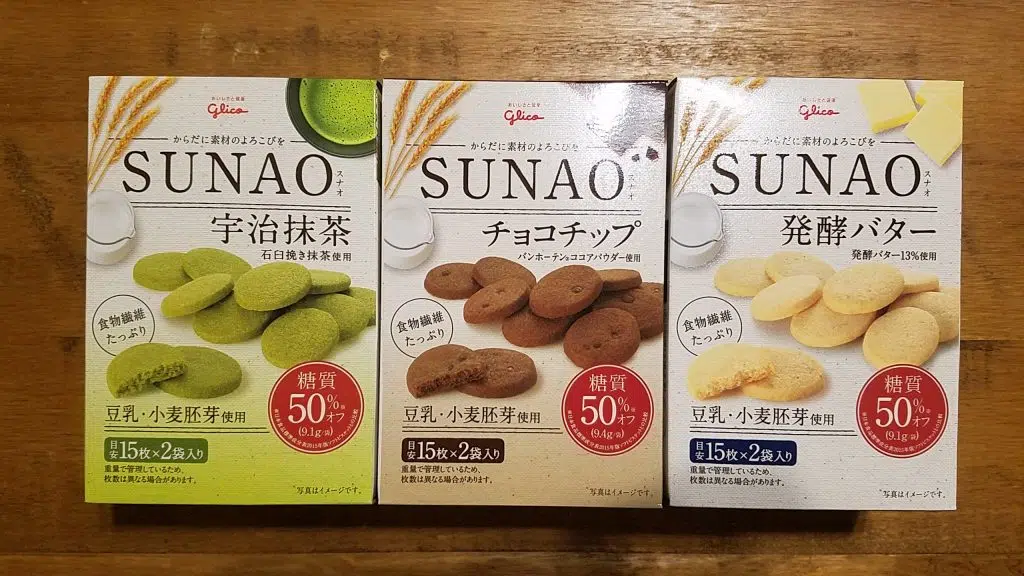 おいしさと健康
Glico
からだに素材のよろこびを
SUNAO
スナオ
宇治抹茶
石臼挽き抹茶使用
食物繊維
たっぷり
糖質
50%※
オフ
(9.1g/袋)
豆乳・小麦胚芽使用
目安15枚×2袋入り
重量で管理しているため、
枚数は異なる場合があります。
*写真はイメージです。
おいしさと健康
Glico
からだに素材のよろこびを
SUNAO
スナオ
チョコチップ
バンホーテン®ココアパウダー使用
食物繊維
たっぷり
糖質
50%※
オフ
(9.4g/袋)
豆乳・小麦胚芽使用
目安15枚×2袋入り
重量で管理しているため、
枚数は異なる場合があります。
*写真はイメージです。
おいしさと健康
Glico
からだに素材のよろこびを
SUNAO
スナオ
発酵バター
発酵バター13%使用
食物繊維
たっぷり
糖質
50%※
オフ
(9.1g/袋)
豆乳・小麦胚芽使用
目安15枚×2袋入り
重量で管理しているため、
枚数は異なる場合があります。
*写真はイメージです。